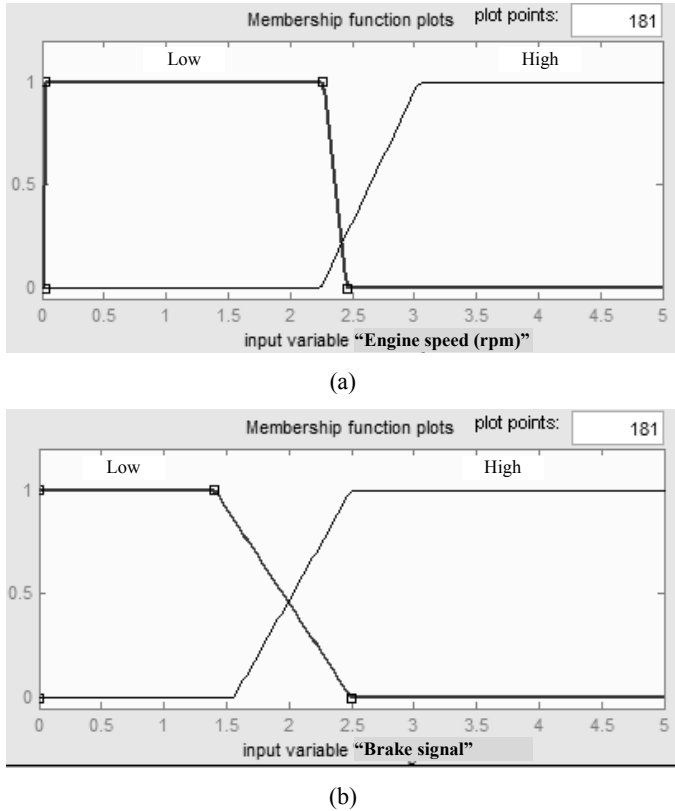 Membership function plots plot points: 181
Low High
1
0.5
0
0 0.5 1 1.5 2 2.5 3 3.5 4 4.5 5
input variable “Engine speed (rpm)”
(a)
Membership function plots plot points: 181
Low High
1
0.5
0
0 0.5 1 1.5 2 2.5 3 3.5 4 4.5 5
input variable “Brake signal”
(b)